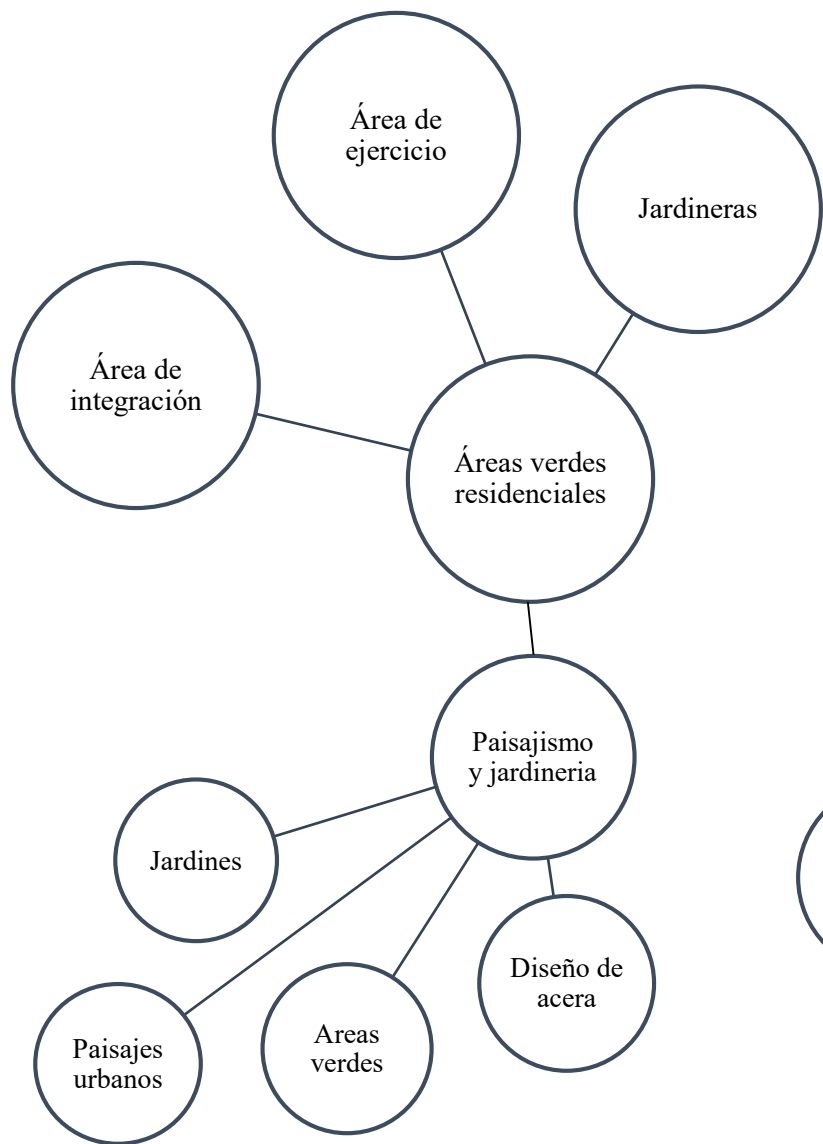 Área de
ejercicio
Jardineras
Área de
integración
Áreas verdes
residenciales
Paisajismo
y jardineria
Jardines
Diseño de
acera
Paisajes
urbanos
Areas
verdes